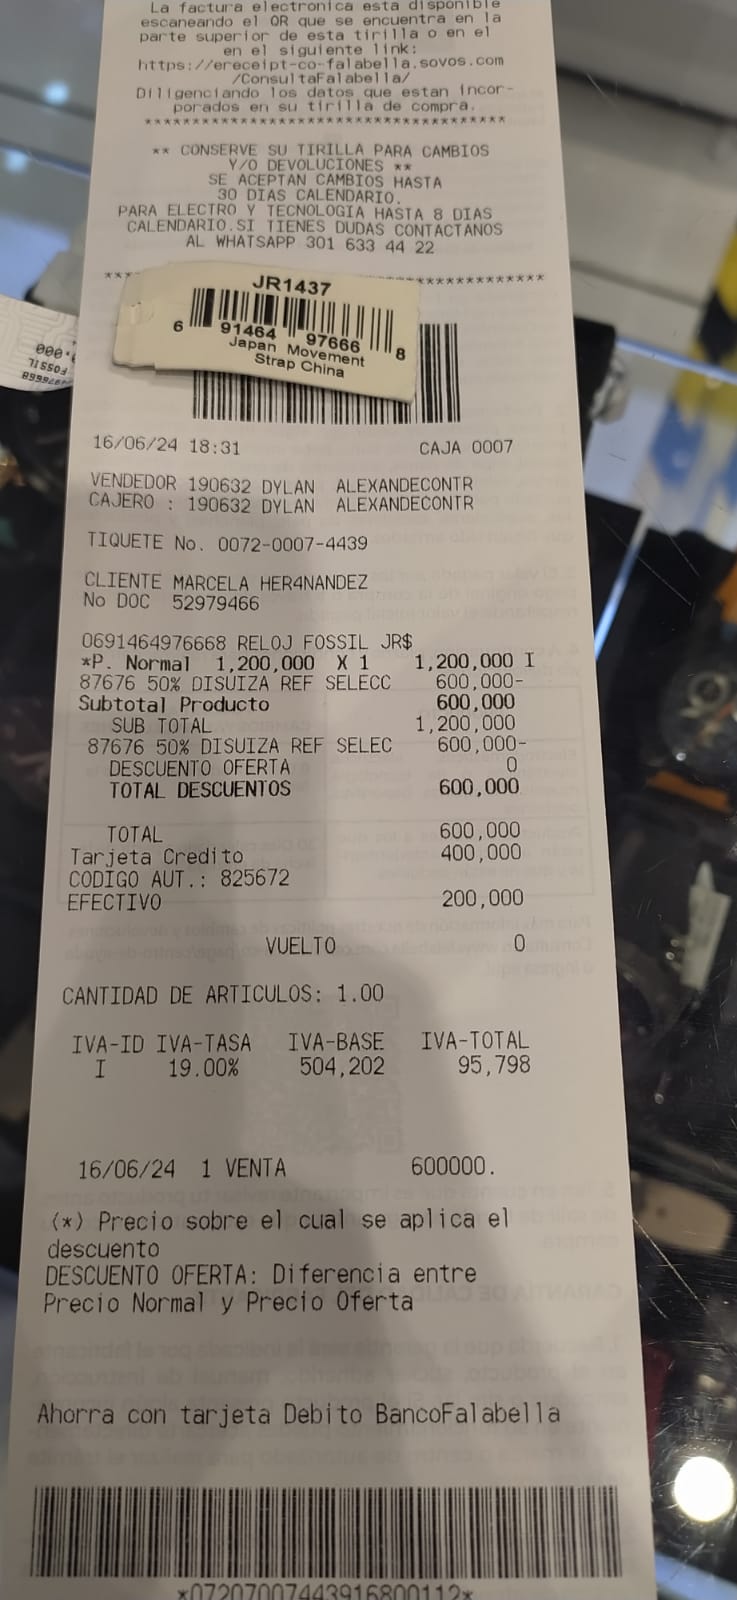 La factura electronica esta disponible
escaneando el QR que se encuentra en la
parte superior de esta tirilla o en el
en el siguiente link:
https://ereceipt-co-falabella.sovos.com
/ConsultaFalabella/
Diligenciando los datos que estan incor-
porados en su tirilla de compra.
***************************************
** CONSERVE SU TIRILLA PARA CAMBIOS
Y/O DEVOLUCIONES **
SE ACEPTAN CAMBIOS HASTA
30 DIAS CALENDARIO.
PARA ELECTRO Y TECNOLOGIA HASTA 8 DIAS
CALENDARIO.SI TIENES DUDAS CONTACTANOS
AL WHATSAPP 301 633 44 22
JR1437
6 91464 97666 8
Japan Movement
Strap China
FOSSIL
16/06/24 18:31 CAJA 0007
VENDEDOR 190632 DYLAN ALEXANDECONTR
CAJERO : 190632 DYLAN ALEXANDECONTR
TIQUETE No. 0072-0007-4439
CLIENTE MARCELA HER4NANDEZ
No DOC 52979466
0691464976668 RELOJ FOSSIL JR$
*P. Normal 1,200,000 X 1 1,200,000 I
87676 50% DISUIZA REF SELECC 600,000-
Subtotal Producto 600,000
SUB TOTAL 1,200,000
87676 50% DISUIZA REF SELEC 600,000-
DESCUENTO OFERTA 0
TOTAL DESCUENTOS 600,000
TOTAL 600,000
Tarjeta Credito 400,000
CODIGO AUT.: 825672
EFECTIVO 200,000
VUELTO 0
CANTIDAD DE ARTICULOS: 1.00
IVA-ID IVA-TASA IVA-BASE IVA-TOTAL
I 19.00% 504,202 95,798
16/06/24 1 VENTA 600000.
(*) Precio sobre el cual se aplica el
descuento
DESCUENTO OFERTA: Diferencia entre
Precio Normal y Precio Oferta
Ahorra con tarjeta Debito BancoFalabella
*07207007443916800112*